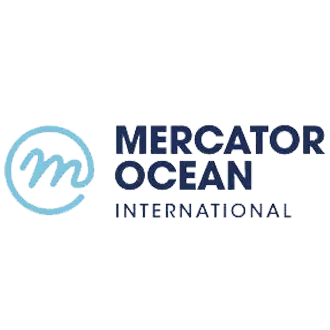 m
MERCATOR
OCEAN
INTERNATIONAL